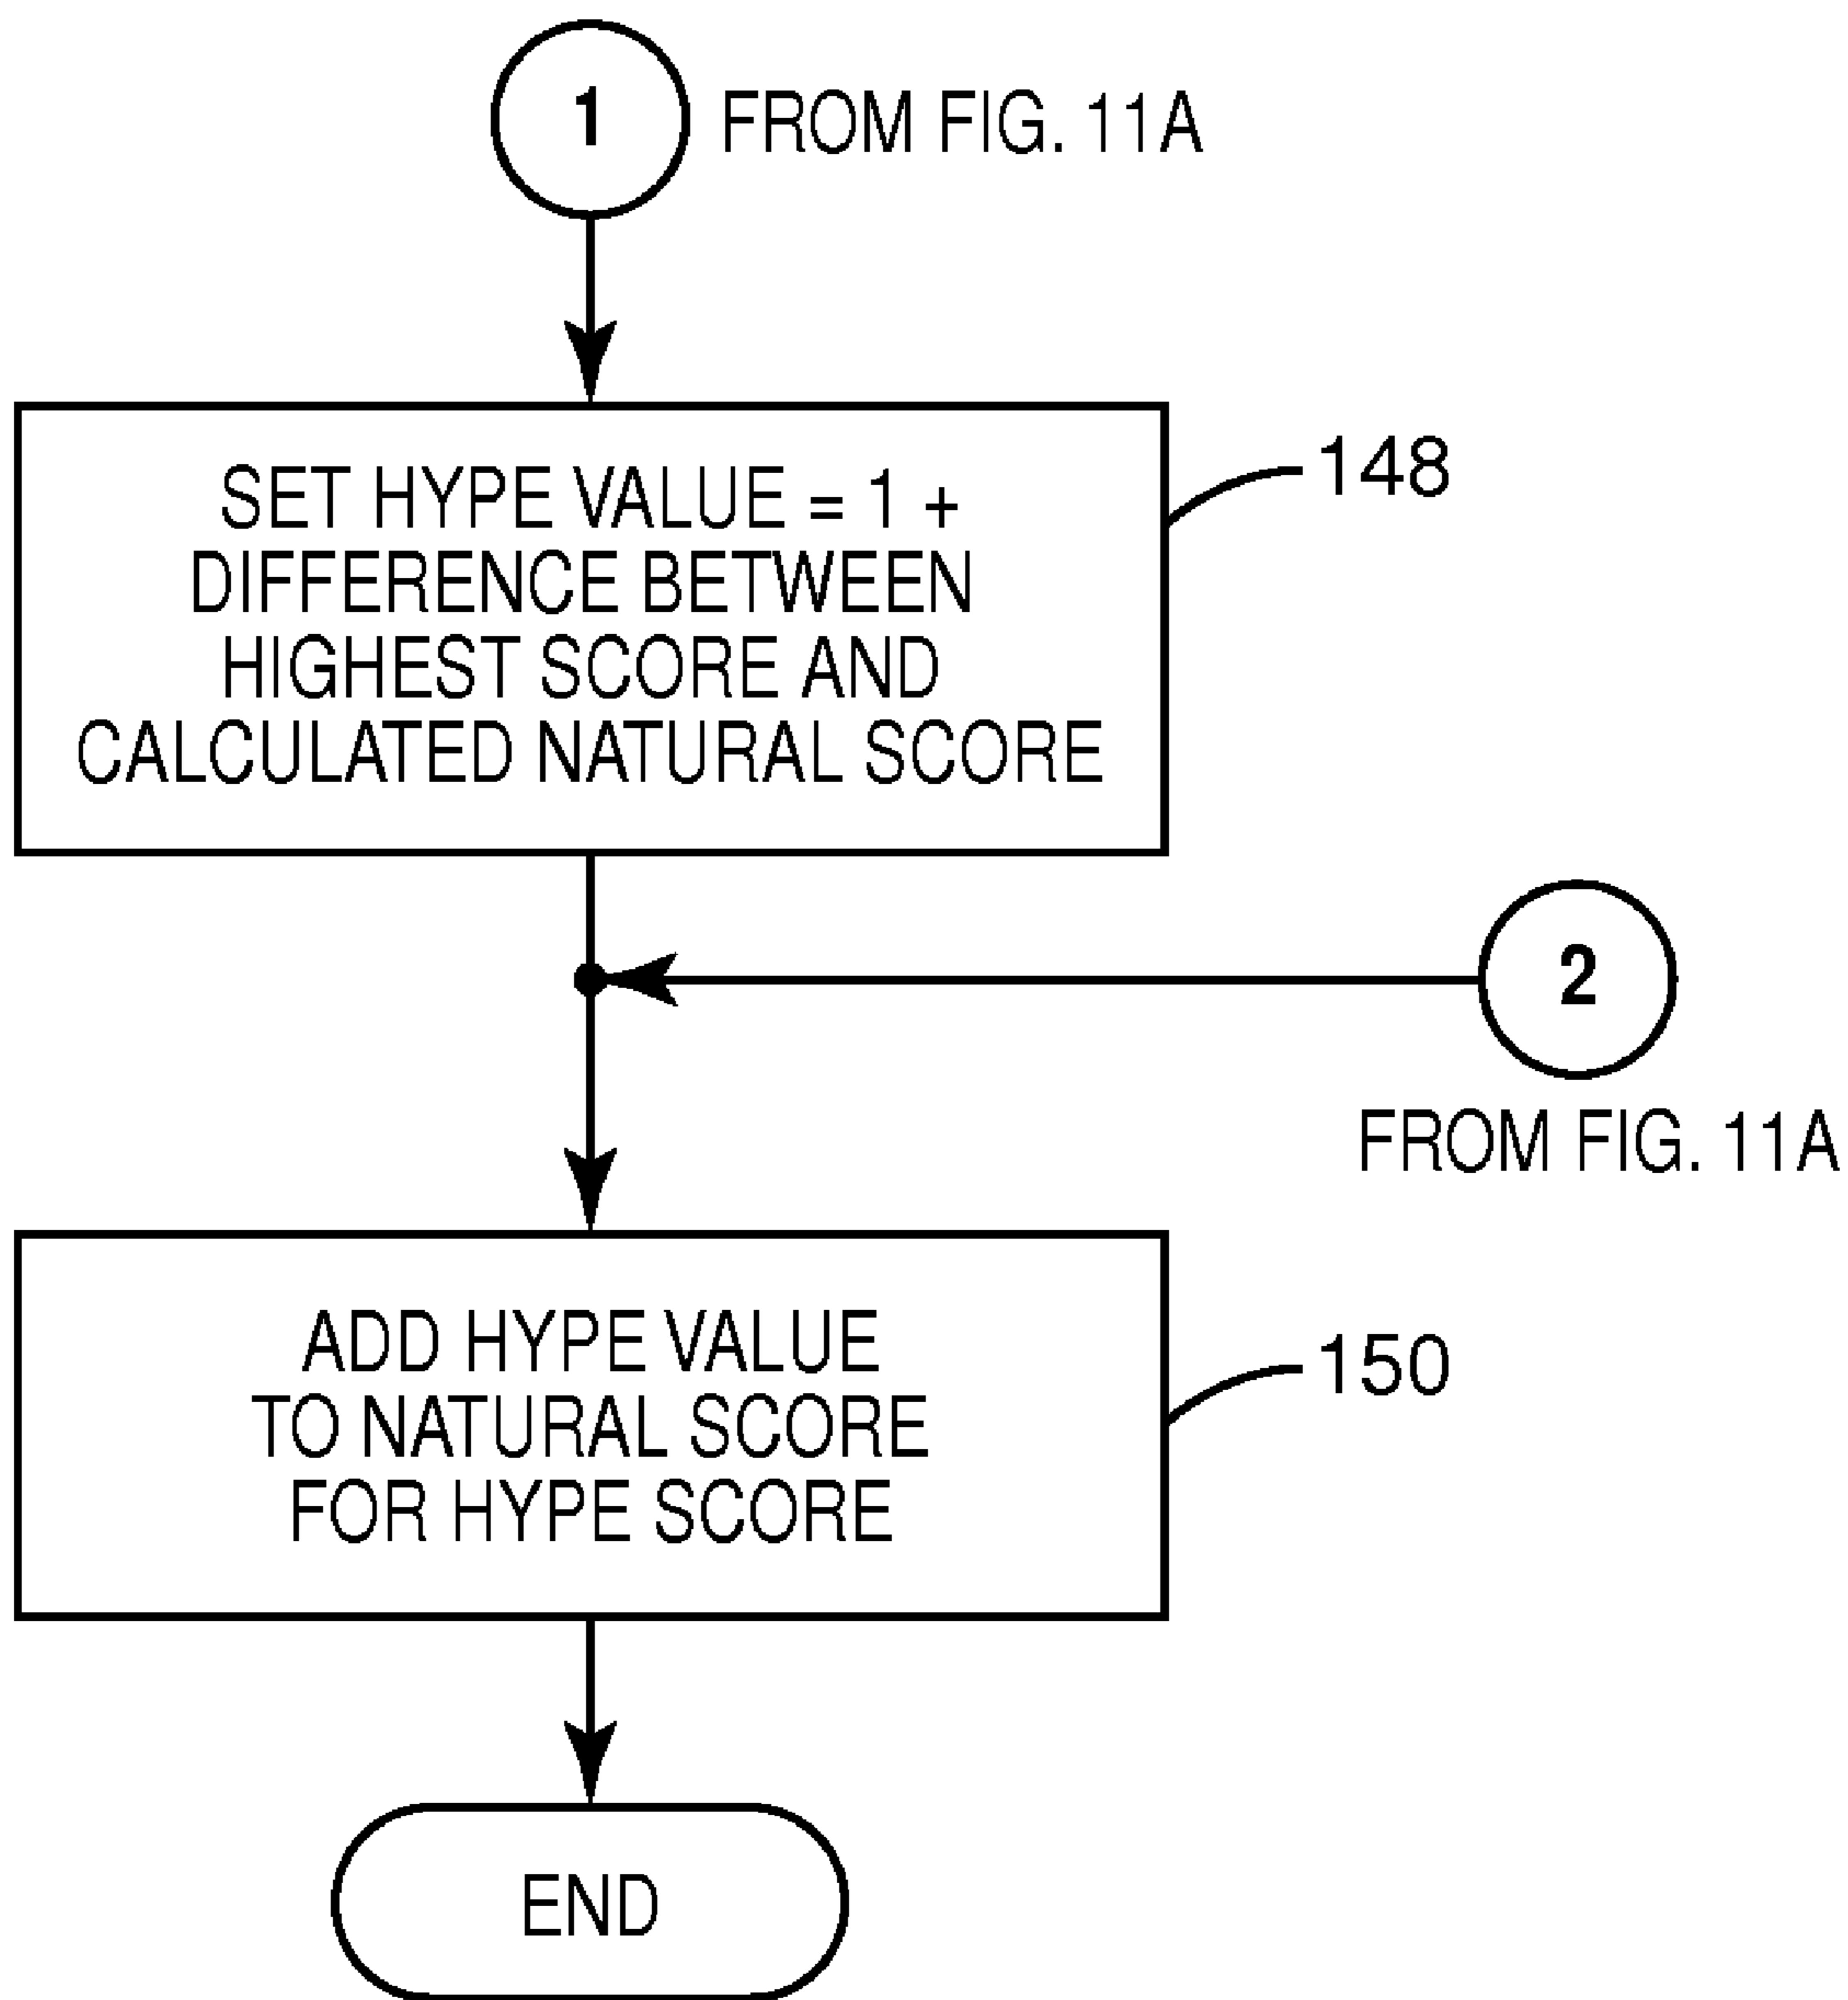 1 FROM FIG. 11A
SET HYPE VALUE = 1 +
DIFFERENCE BETWEEN
HIGHEST SCORE AND
CALCULATED NATURAL SCORE
148
2
FROM FIG. 11A
ADD HYPE VALUE
TO NATURAL SCORE
FOR HYPE SCORE
150
END